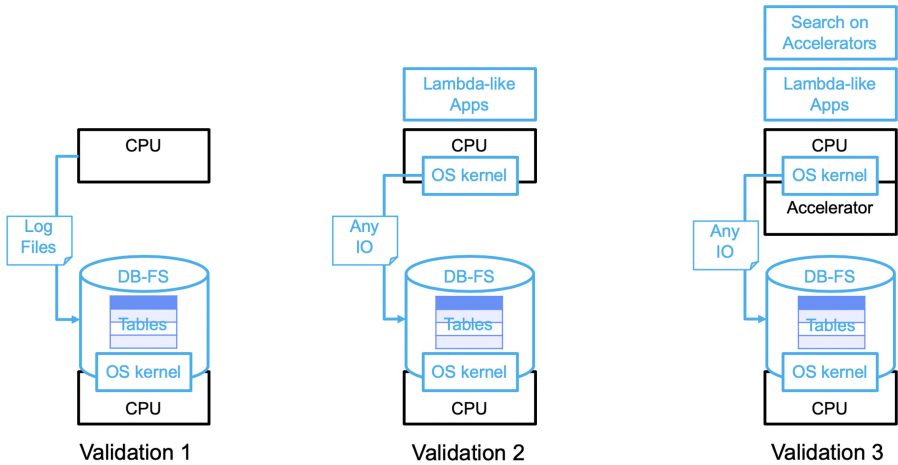 CPU
Log
Files
DB-FS
Tables
OS kernel
CPU
Validation 1
Lambda-like
Apps
CPU
OS kernel
Any
IO
DB-FS
Tables
OS kernel
CPU
Validation 2
Search on
Accelerators
Lambda-like
Apps
CPU
OS kernel
Accelerator
Any
IO
DB-FS
Tables
OS kernel
CPU
Validation 3